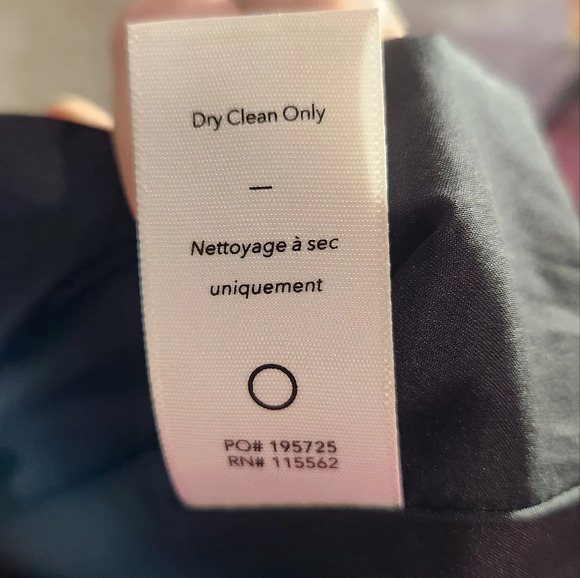 Dry Clean Only
—
Nettoyage à sec
uniquement
PO# 195725
RN# 115562